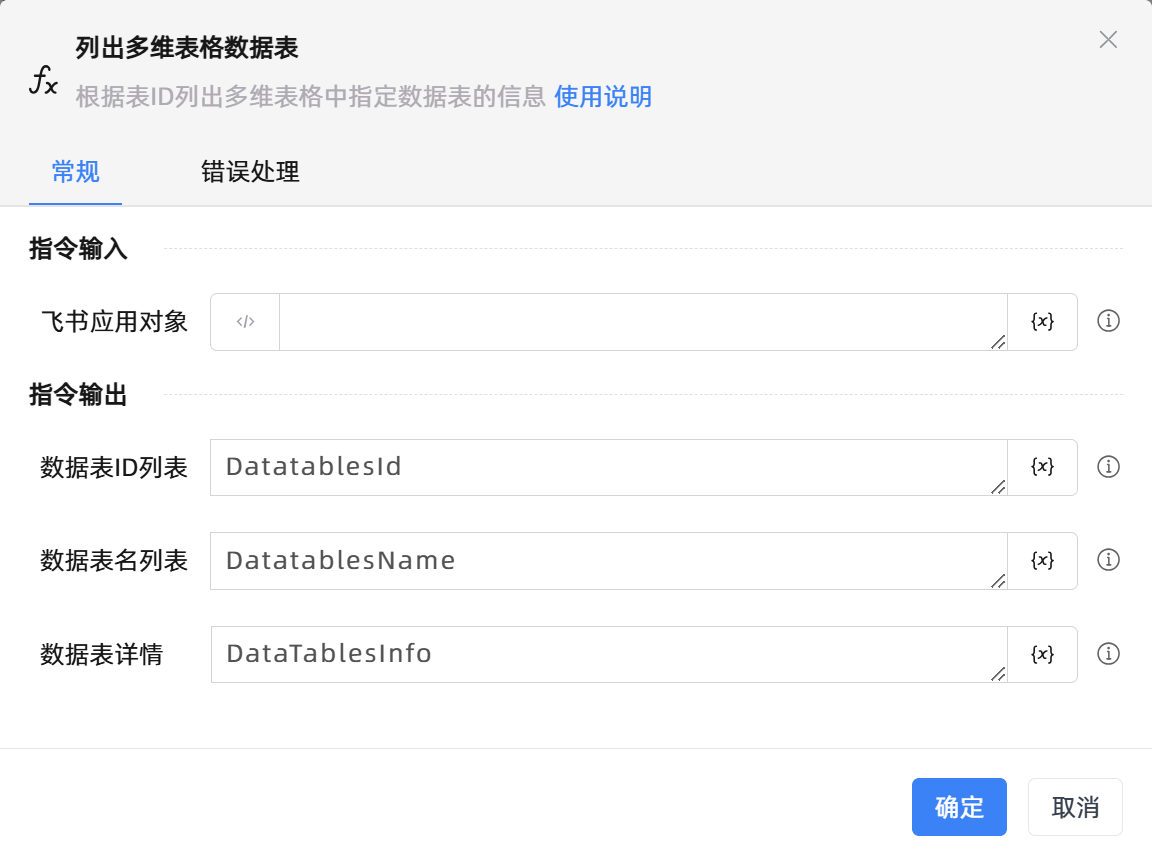 列出多维表格数据表
根据表ID列出多维表格中指定数据表的信息 使用说明
常规 错误处理
指令输入
飞书应用对象 </> {x}
指令输出
数据表ID列表 DatatablesId {x}
数据表名列表 DatatablesName {x}
数据表详情 DataTablesInfo {x}
确定 取消